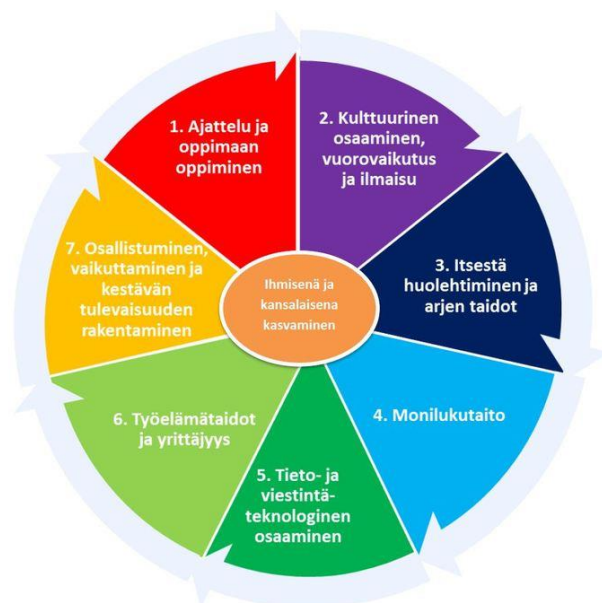 1. Ajattelu ja
oppimaan
oppiminen
2. Kulttuurinen
osaaminen,
vuorovaikutus
ja ilmaisu
3. Itsestä
huolehtiminen ja
arjen taidot
4. Monilukutaito
5. Tieto- ja
viestintä-
teknologinen
osaaminen
6. Työelämätaidot
ja yrittäjyys
7. Osallistuminen,
vaikuttaminen ja
kestävän
tulevaisuuden
rakentaminen
Ihmisenä ja
kansalaisena
kasvaminen